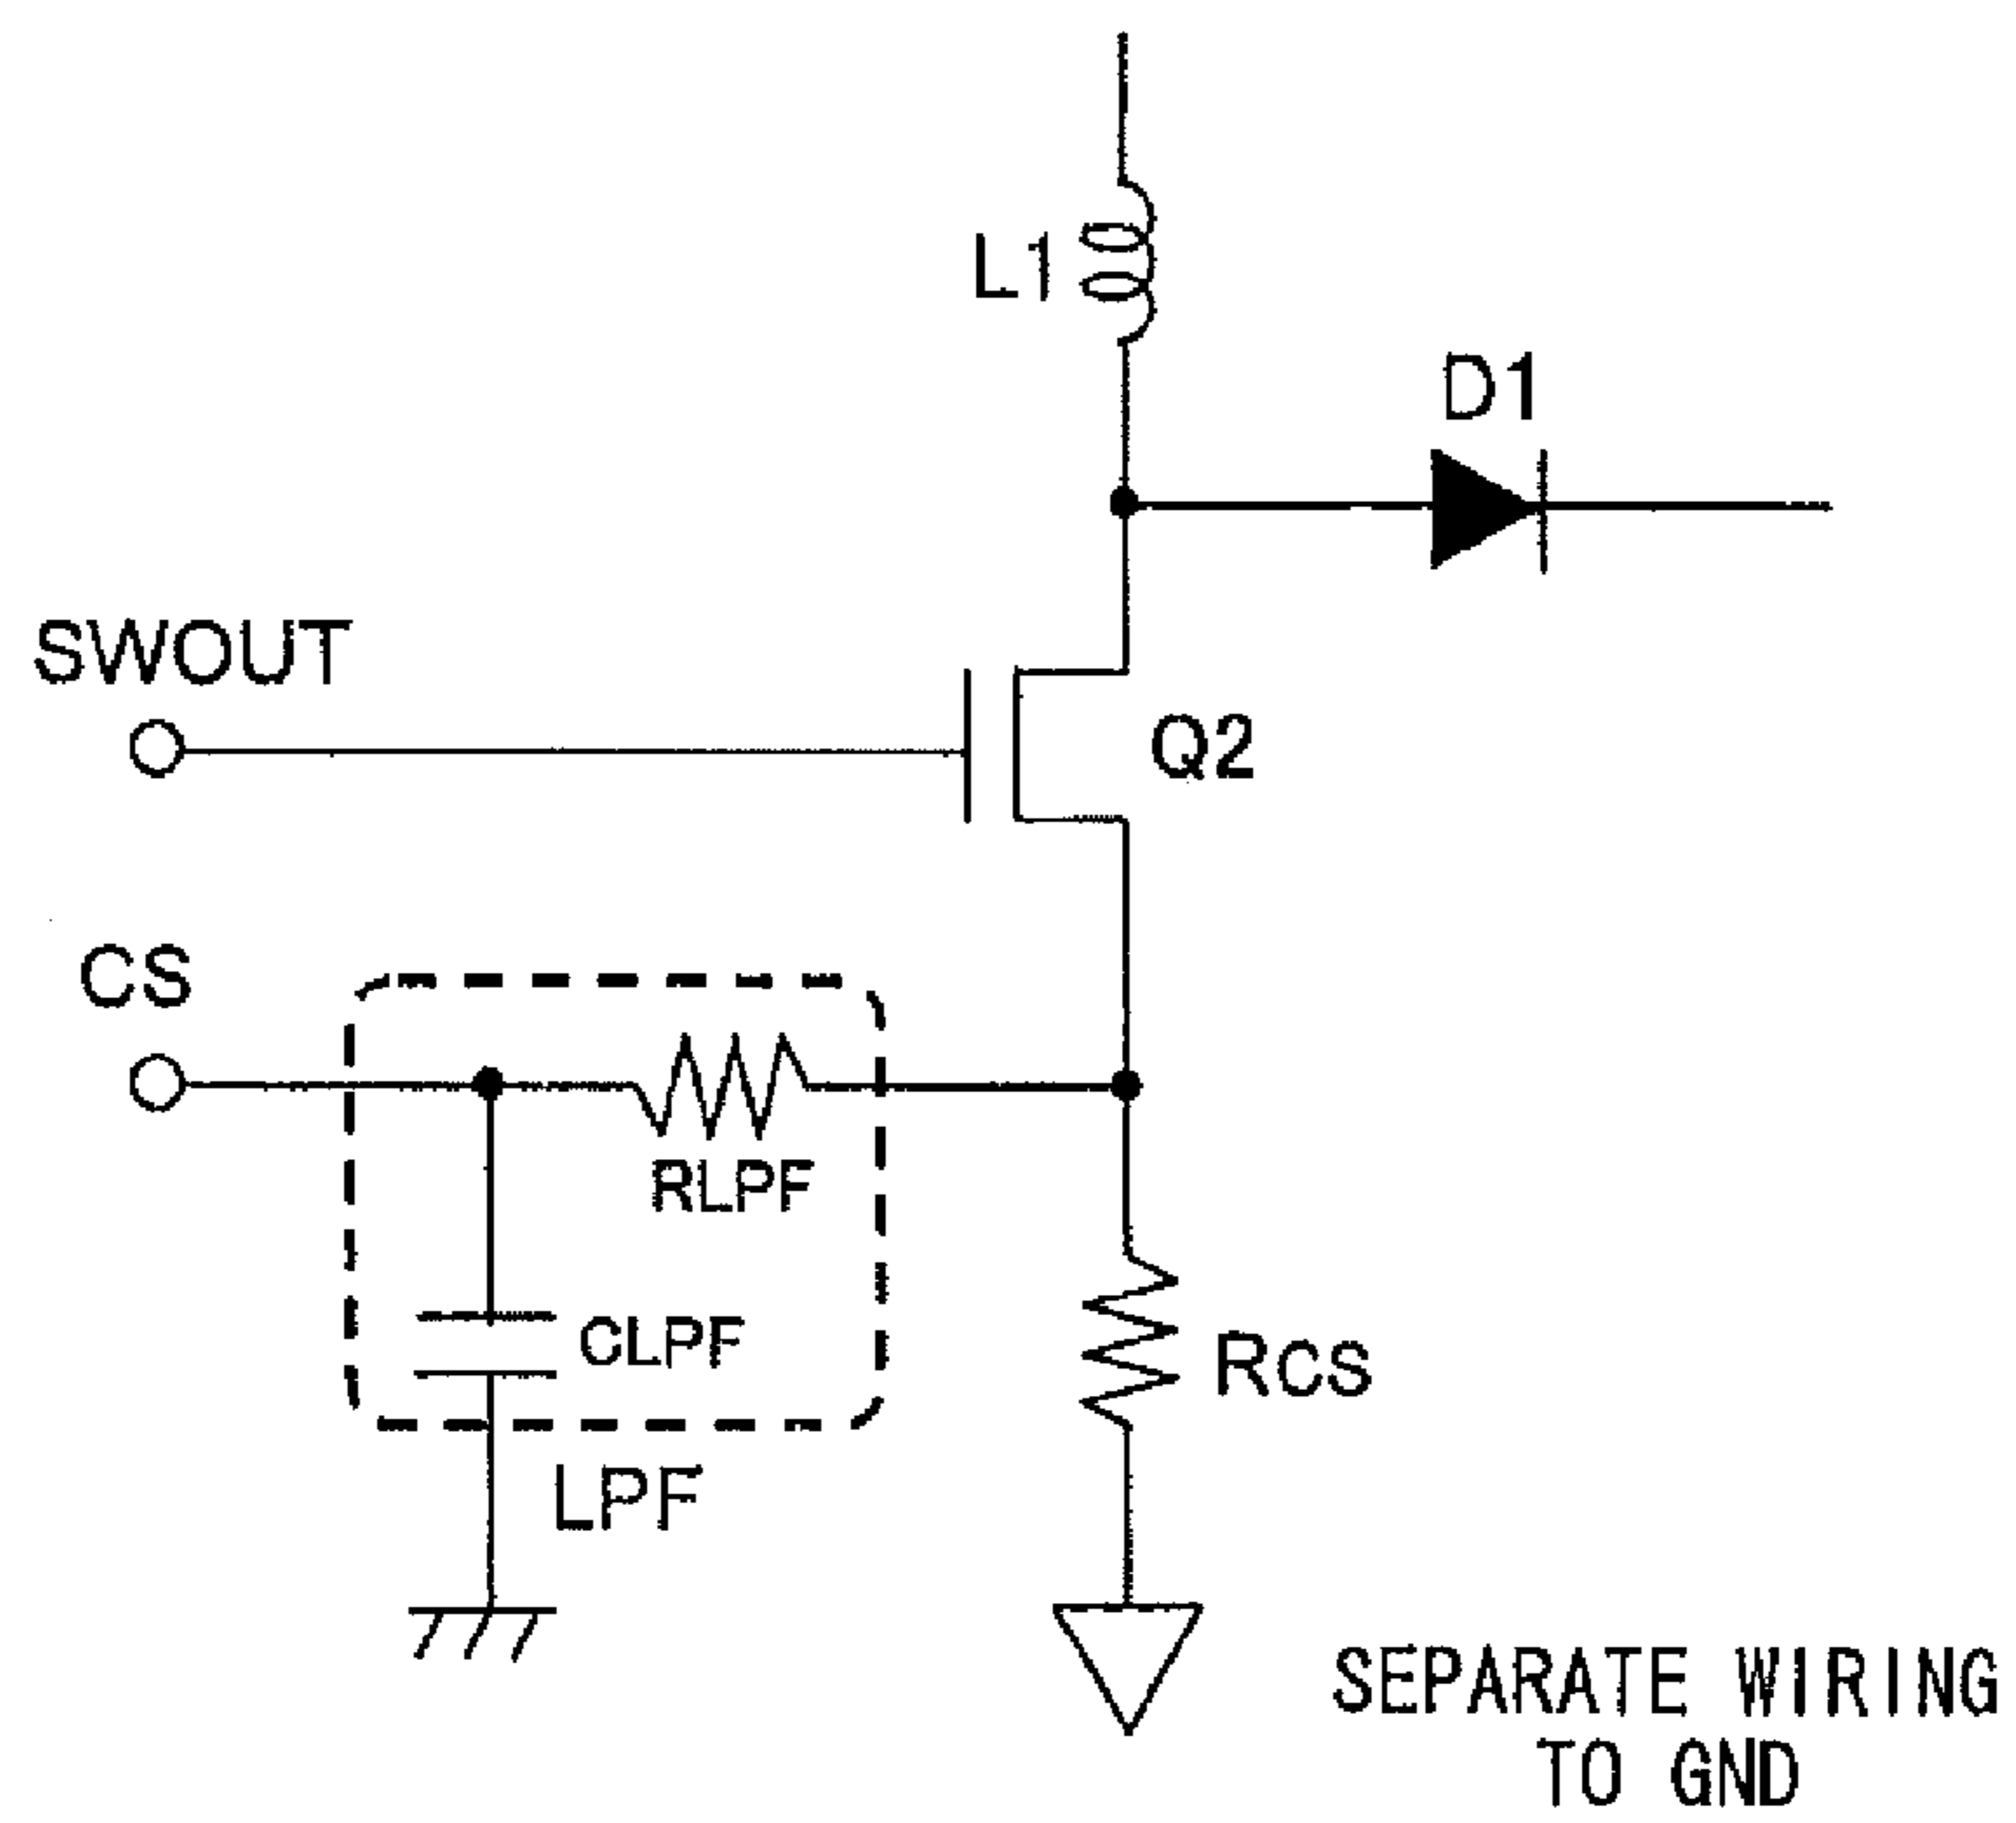 L1
D1
SWOUT
Q2
CS
RLPF
CLPF
RCS
LPF
SEPARATE WIRING
TO GND